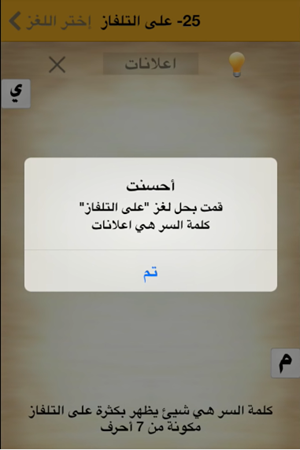 25- على التلفاز إختر اللغز
اعلانات
ي
أحسنت
قمت بحل لغز "على التلفاز"
كلمة السر هي اعلانات
تم
م
كلمة السر هي شيئ يظهر بكثرة على التلفاز
مكونة من 7 أحرف